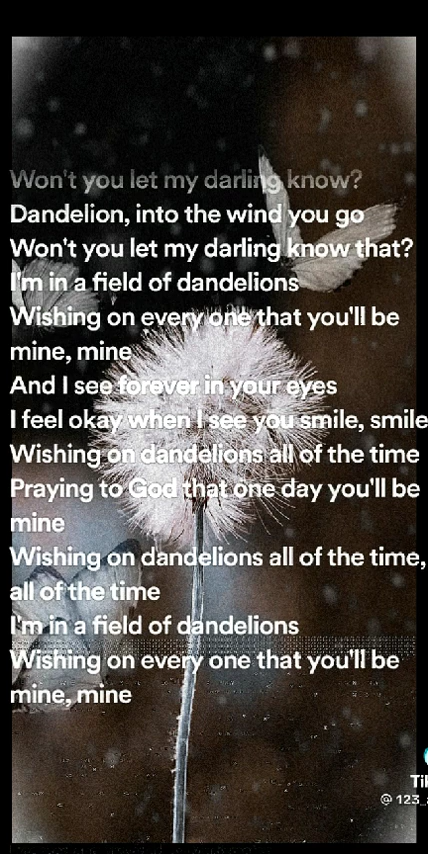 Won't you let my darling know?
Dandelion, into the wind you go
Won't you let my darling know that?
I'm in a field of dandelions
Wishing on every one that you'll be
mine, mine
And I see forever in your eyes
I feel okay when I see you smile, smile
Wishing on dandelions all of the time
Praying to God that one day you'll be
mine
Wishing on dandelions all of the time,
all of the time
I'm in a field of dandelions
Wishing on every one that you'll be
mine, mine